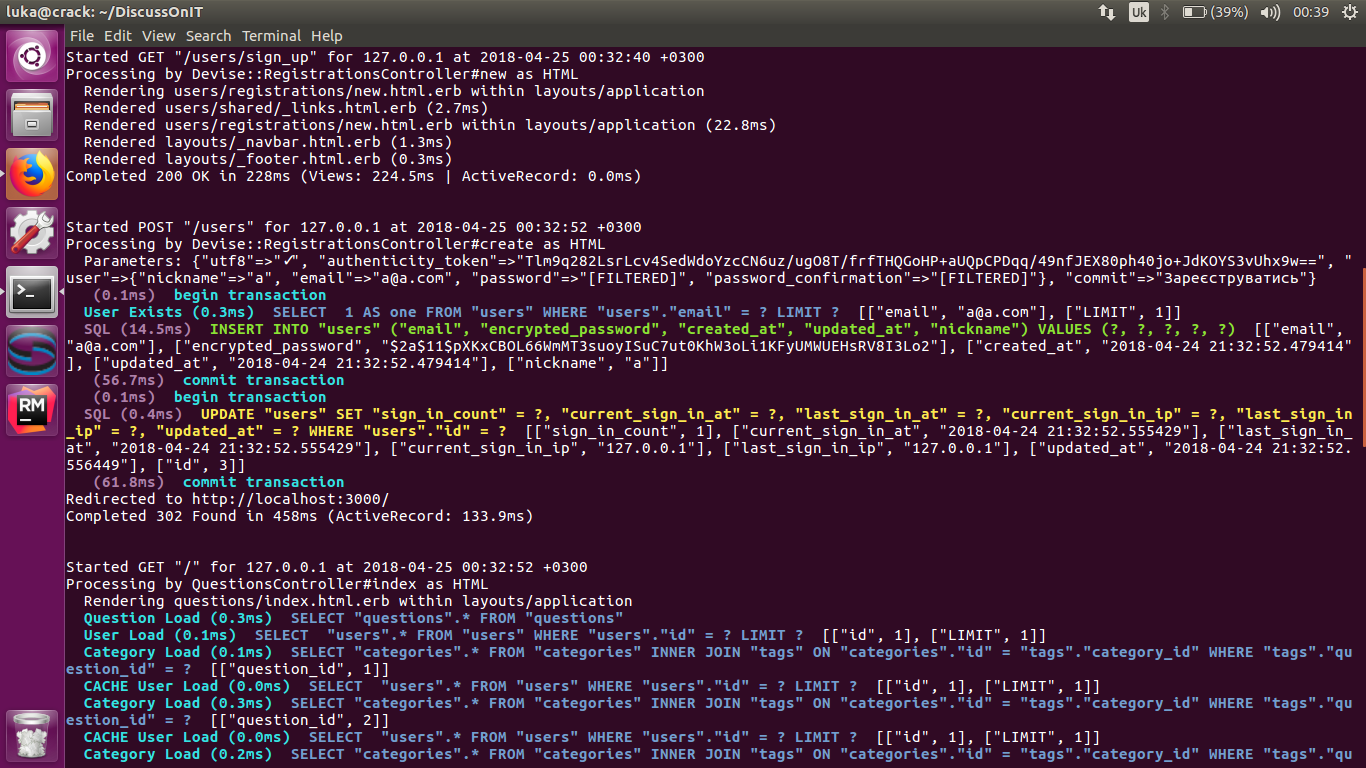 luka@crack: ~/DiscussOnIT
Uk
(39%)
00:39
File Edit View Search Terminal Help
Started GET "/users/sign_up" for 127.0.0.1 at 2018-04-25 00:32:40 +0300
Processing by Devise::RegistrationsController#new as HTML
  Rendering users/registrations/new.html.erb within layouts/application
  Rendered users/shared/_links.html.erb (2.7ms)
  Rendered users/registrations/new.html.erb within layouts/application (22.8ms)
  Rendered layouts/_navbar.html.erb (1.3ms)
  Rendered layouts/_footer.html.erb (0.3ms)
Completed 200 OK in 228ms (Views: 224.5ms | ActiveRecord: 0.0ms)
Started POST "/users" for 127.0.0.1 at 2018-04-25 00:32:52 +0300
Processing by Devise::RegistrationsController#create as HTML
  Parameters: {"utf8"=>"✓", "authenticity_token"=>"Tlm9q282LsrLcv4SedWdoYzcCN6uz/ugO8T/frfTHQGoHP+aUQpCPDqq/49nfJEX80ph40jo+JdKOYS3vUhx9w==", "
user"=>{"nickname"=>"a", "email"=>"a@a.com", "password"=>"[FILTERED]", "password_confirmation"=>"[FILTERED]"}, "commit"=>"Зареєструватись"}
   (0.1ms)  begin transaction
  User Exists (0.3ms)  SELECT  1 AS one FROM "users" WHERE "users"."email" = ? LIMIT ?  [["email", "a@a.com"], ["LIMIT", 1]]
  SQL (14.5ms)  INSERT INTO "users" ("email", "encrypted_password", "created_at", "updated_at", "nickname") VALUES (?, ?, ?, ?, ?)  [["email",
"a@a.com"], ["encrypted_password", "$2a$11$pXKxCBOL66WmMT3suoyISuC7ut0KhW3oLi1KFyUMWUEHsRV8I3Lo2"], ["created_at", "2018-04-24 21:32:52.479414"
], ["updated_at", "2018-04-24 21:32:52.479414"], ["nickname", "a"]]
   (56.7ms)  commit transaction
   (0.1ms)  begin transaction
  SQL (0.4ms)  UPDATE "users" SET "sign_in_count" = ?, "current_sign_in_at" = ?, "last_sign_in_at" = ?, "current_sign_in_ip" = ?, "last_sign_in
_ip" = ?, "updated_at" = ? WHERE "users"."id" = ?  [["sign_in_count", 1], ["current_sign_in_at", "2018-04-24 21:32:52.555429"], ["last_sign_in_
at", "2018-04-24 21:32:52.555429"], ["current_sign_in_ip", "127.0.0.1"], ["last_sign_in_ip", "127.0.0.1"], ["updated_at", "2018-04-24 21:32:52.
556449"], ["id", 3]]
   (61.8ms)  commit transaction
Redirected to http://localhost:3000/
Completed 302 Found in 458ms (ActiveRecord: 133.9ms)
Started GET "/" for 127.0.0.1 at 2018-04-25 00:32:52 +0300
Processing by QuestionsController#index as HTML
  Rendering questions/index.html.erb within layouts/application
  Question Load (0.3ms)  SELECT "questions".* FROM "questions"
  User Load (0.1ms)  SELECT  "users".* FROM "users" WHERE "users"."id" = ? LIMIT ?  [["id", 1], ["LIMIT", 1]]
  Category Load (0.1ms)  SELECT "categories".* FROM "categories" INNER JOIN "tags" ON "categories"."id" = "tags"."category_id" WHERE "tags"."qu
estion_id" = ?  [["question_id", 1]]
  CACHE User Load (0.0ms)  SELECT  "users".* FROM "users" WHERE "users"."id" = ? LIMIT ?  [["id", 1], ["LIMIT", 1]]
  Category Load (0.3ms)  SELECT "categories".* FROM "categories" INNER JOIN "tags" ON "categories"."id" = "tags"."category_id" WHERE "tags"."qu
estion_id" = ?  [["question_id", 2]]
  CACHE User Load (0.0ms)  SELECT  "users".* FROM "users" WHERE "users"."id" = ? LIMIT ?  [["id", 1], ["LIMIT", 1]]
  Category Load (0.2ms)  SELECT "categories".* FROM "categories" INNER JOIN "tags" ON "categories"."id" = "tags"."category_id" WHERE "tags"."qu
RM